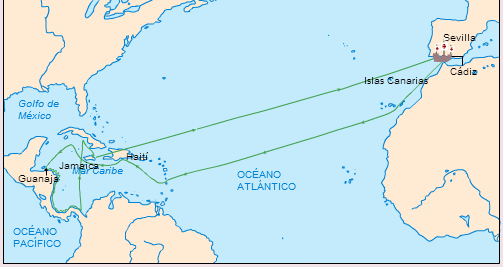 Sevilla
Cádiz
Islas Canarias
Golfo de
México
Haití
Jamaica
Mar Caribe
Guanaja
OCÉANO
ATLÁNTICO
OCÉANO
PACÍFICO